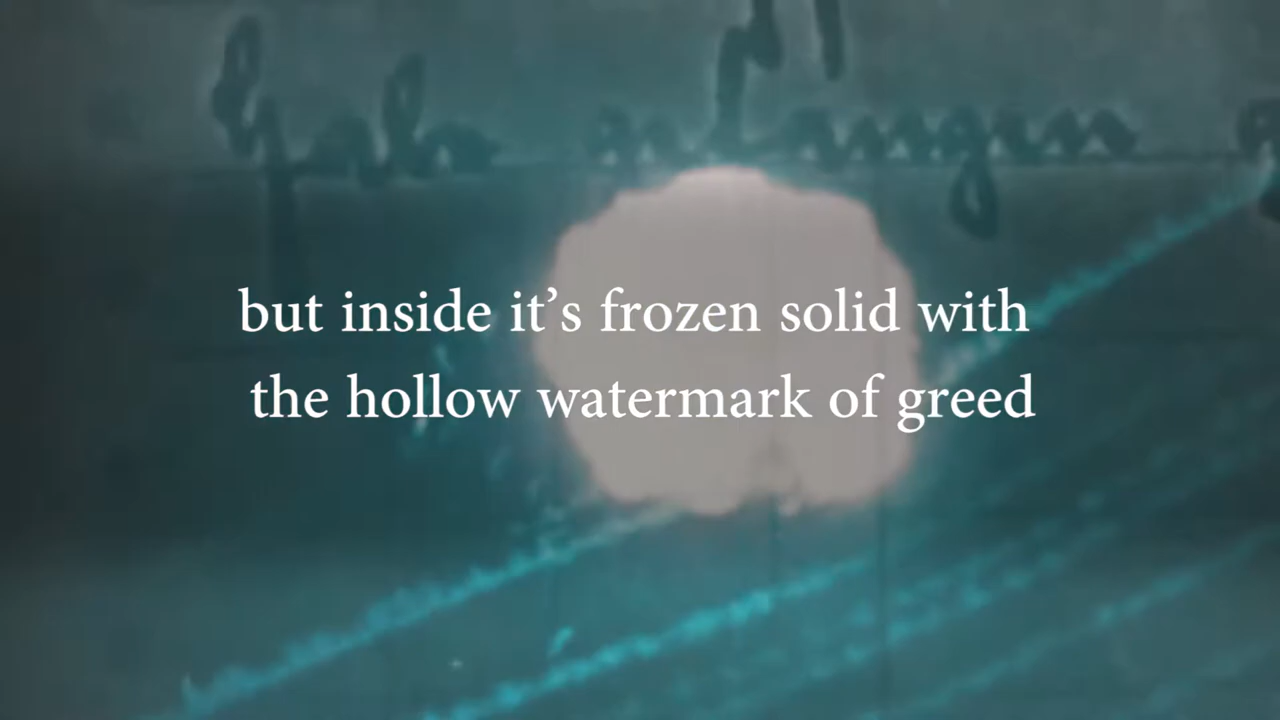 but inside it’s frozen solid with
the hollow watermark of greed